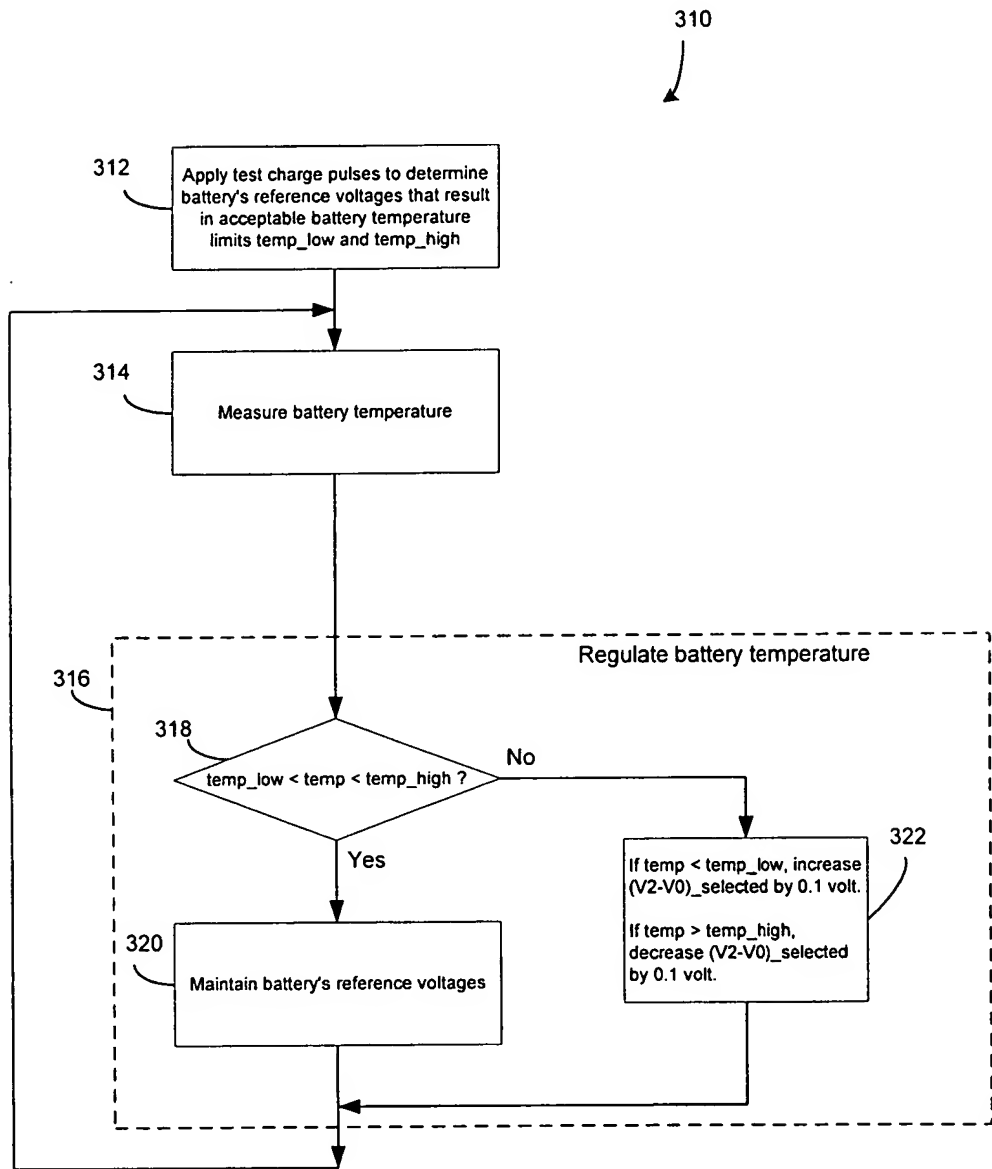 310
312
Apply test charge pulses to determine
battery's reference voltages that result
in acceptable battery temperature
limits temp_low and temp_high
314
Measure battery temperature
Regulate battery temperature
316
318
temp_low < temp < temp_high ?
No
Yes
322
If temp < temp_low, increase
(V2-V0)_selected by 0.1 volt.
If temp > temp_high,
decrease (V2-V0)_selected
by 0.1 volt.
320
Maintain battery's reference voltages